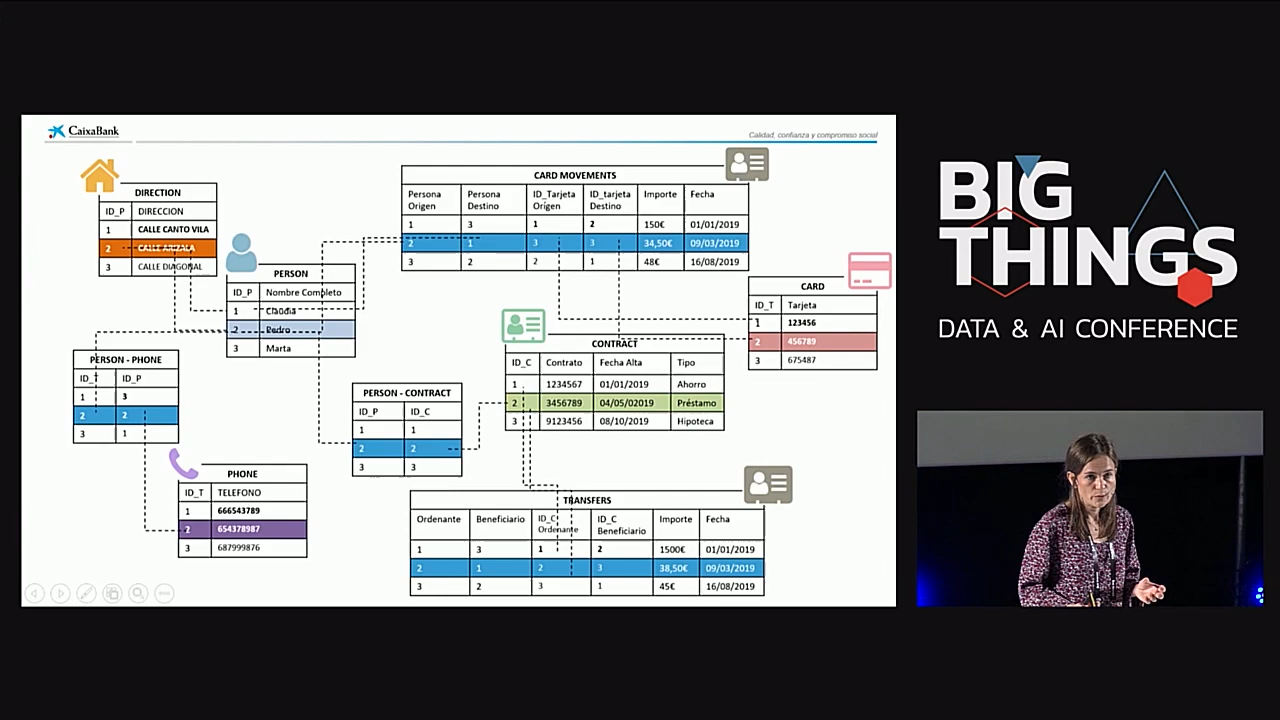 CaixaBank
Calidad, confianza y compromiso social
DIRECTION
ID_P DIRECCION
1 CALLE CANTO VILA
2 CALLE ARIZALA
3 CALLE DIAGONAL
PERSON
ID_P Nombre Completo
1 Claudia
2 Pedro
3 Marta
PERSON - PHONE
ID_T ID_P
1 3
2 2
3 1
PHONE
ID_T TELEFONO
1 666543789
2 654378987
3 687999876
CARD MOVEMENTS
Persona Origen Persona Destino ID_Tarjeta Origen ID_tarjeta Destino Importe Fecha
1 3 1 2 150€ 01/01/2019
2 1 3 3 34,50€ 09/03/2019
3 2 2 1 48€ 16/08/2019
CARD
ID_T Tarjeta
1 123456
2 456789
3 675487
CONTRACT
ID_C Contrato Fecha Alta Tipo
1 1234567 01/01/2019 Ahorro
2 3456789 04/05/02019 Préstamo
3 9123456 08/10/2019 Hipoteca
PERSON - CONTRACT
ID_P ID_C
1 1
2 2
3 3
TRANSFERS
Ordenante Beneficiario ID_C Ordenante ID_C Beneficiario Importe Fecha
1 3 1 2 1500€ 01/01/2019
2 1 2 3 38,50€ 09/03/2019
3 2 3 1 45€ 16/08/2019
BIG
THINGS
DATA & AI CONFERENCE